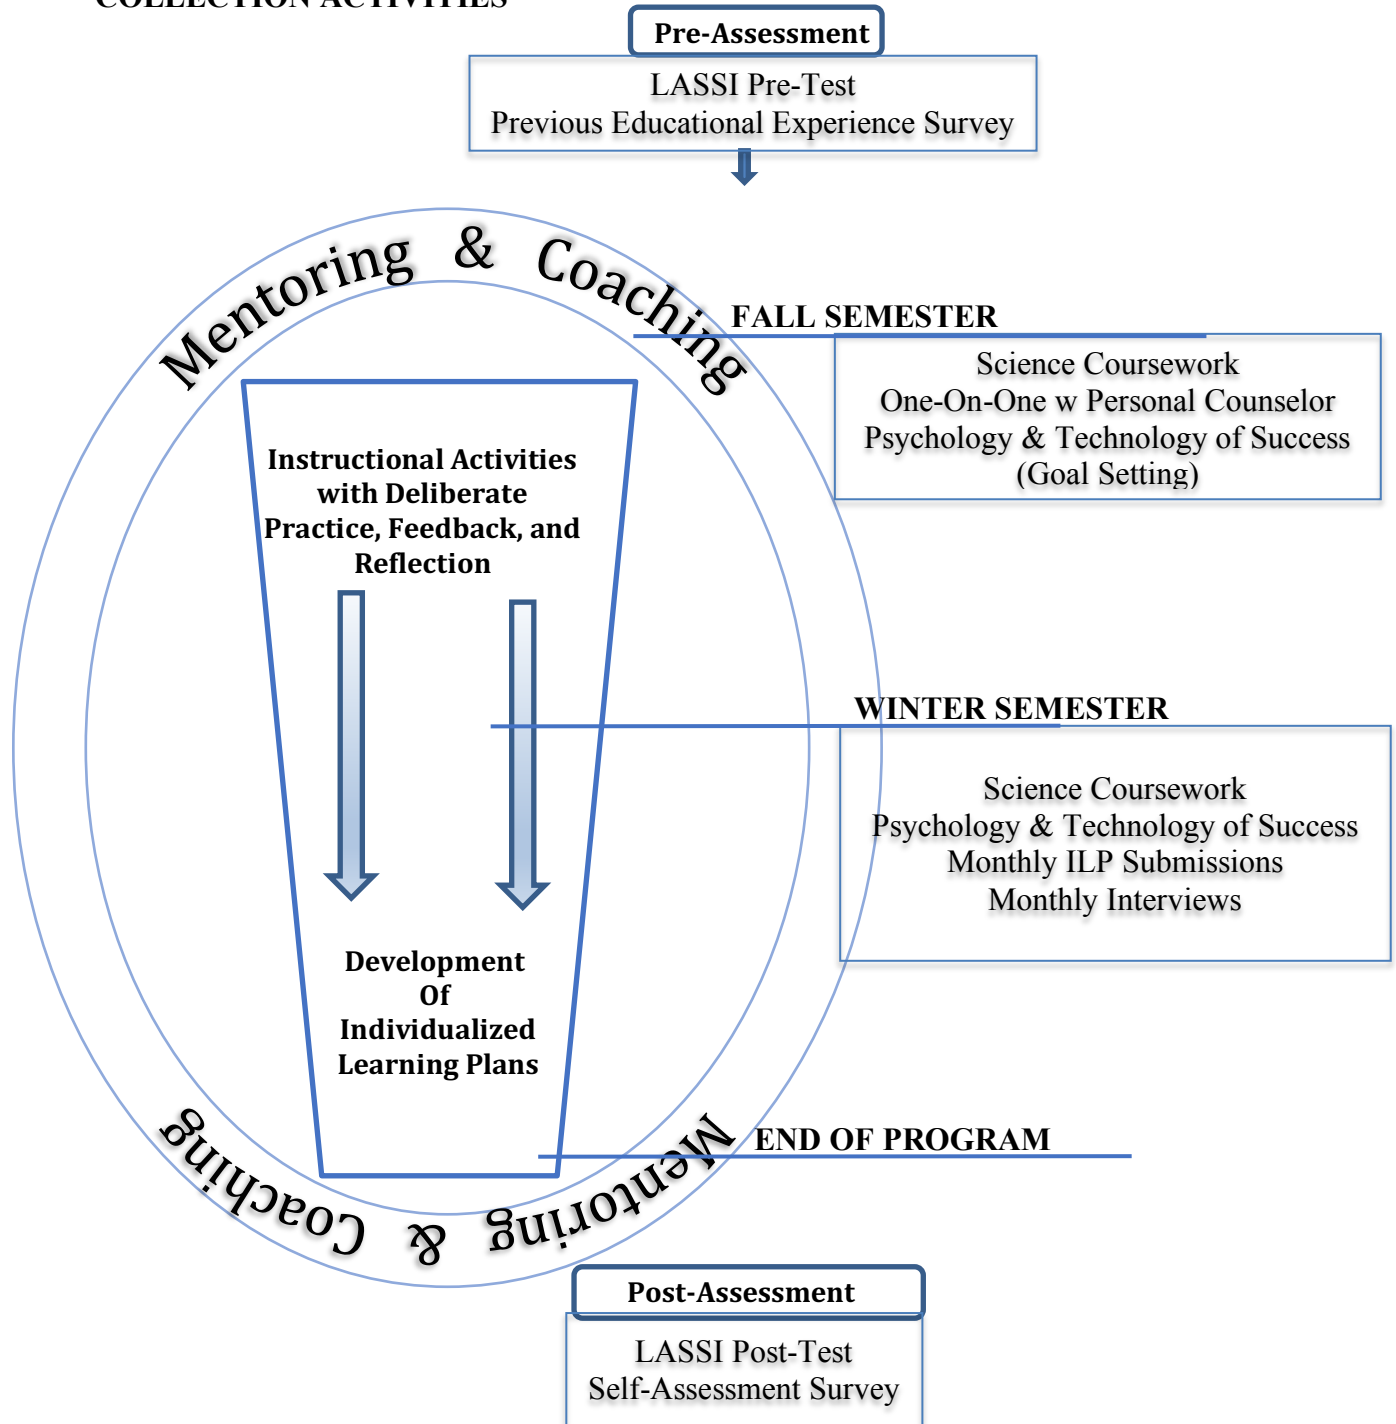 COLLECTION ACTIVITIES
Pre-Assessment
LASSI Pre-Test
Previous Educational Experience Survey
Mentoring & Coaching
FALL SEMESTER
Science Coursework
One-On-One w Personal Counselor
Psychology & Technology of Success
(Goal Setting)
Instructional Activities
with Deliberate
Practice, Feedback, and
Reflection
WINTER SEMESTER
Science Coursework
Psychology & Technology of Success
Monthly ILP Submissions
Monthly Interviews
Development
Of
Individualized
Learning Plans
END OF PROGRAM
Mentoring & Coaching
Post-Assessment
LASSI Post-Test
Self-Assessment Survey